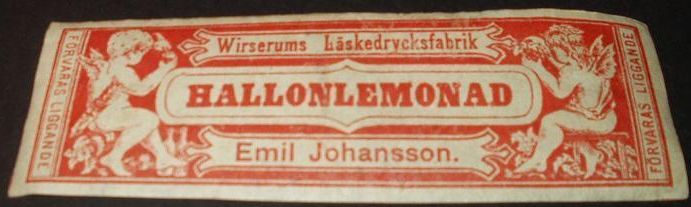 FÖRVARAS LIGGANDE
Wirserums Läskedrycksfabrik
HALLONLEMONAD
Emil Johansson.
FÖRVARAS LIGGANDE